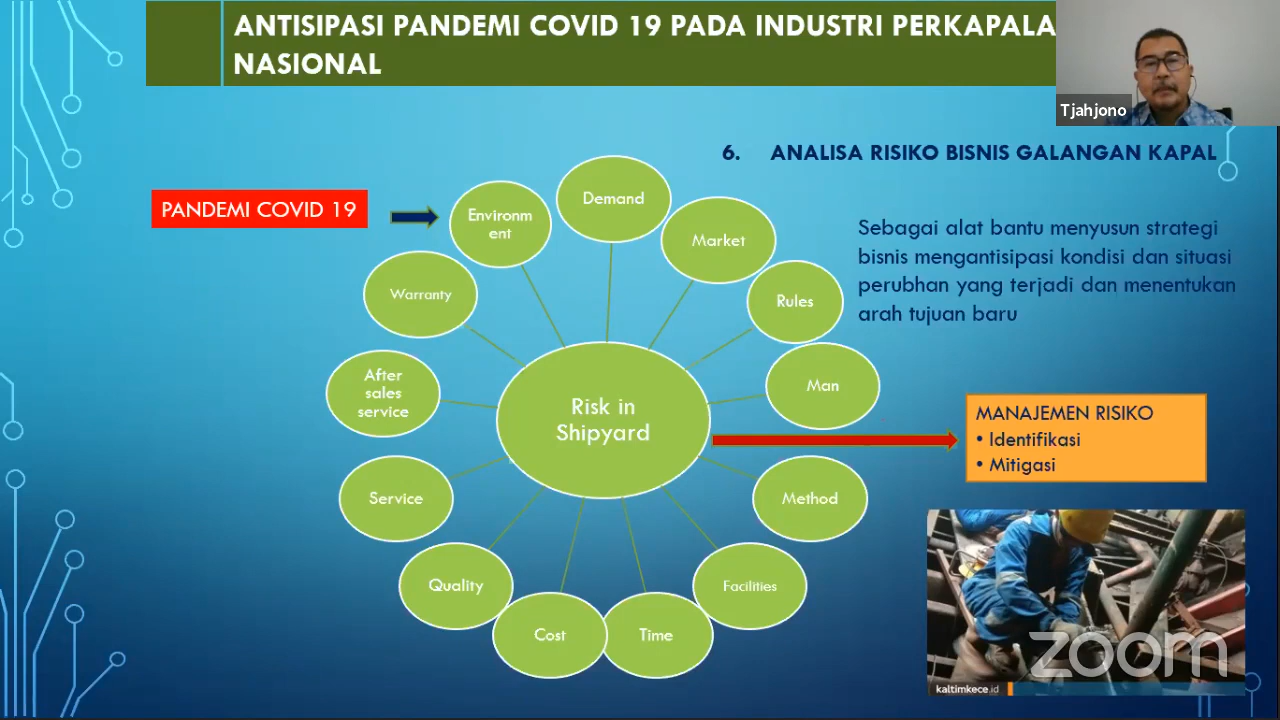 ANTISIPASI PANDEMI COVID 19 PADA INDUSTRI PERKAPALA
NASIONAL
Tjahjono
6. ANALISA RISIKO BISNIS GALANGAN KAPAL
PANDEMI COVID 19
Environm
ent
Demand
Market
Rules
Man
Method
Facilities
Time
Cost
Quality
Service
After
sales
service
Warranty
Risk in
Shipyard
Sebagai alat bantu menyusun strategi
bisnis mengantisipasi kondisi dan situasi
perubhan yang terjadi dan menentukan
arah tujuan baru
MANAJEMEN RISIKO
• Identifikasi
• Mitigasi
zoom
kaltimkece.id